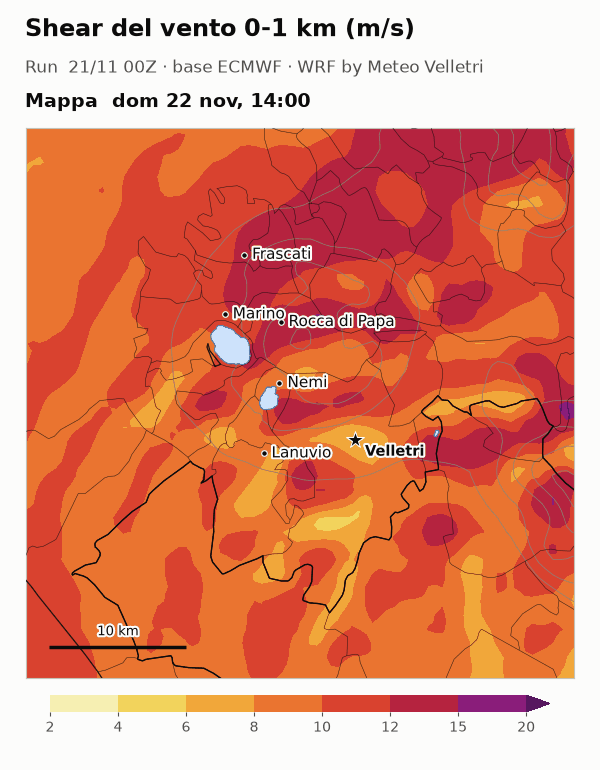 Shear del vento 0-1 km (m/s)
Run  21/11 00Z · base ECMWF · WRF by Meteo Velletri
Mappa  dom 22 nov, 14:00
Frascati
Marino
Rocca di Papa
Nemi
Velletri
Lanuvio
10 km
2 4 6 8 10 12 15 20